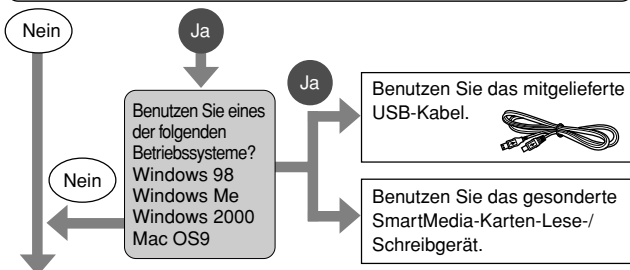 Nein
Ja
Ja
Benutzen Sie eines
der folgenden
Betriebssysteme?
Windows 98
Windows Me
Windows 2000
Mac OS9
Nein
Benutzen Sie das mitgelieferte
USB-Kabel.
Benutzen Sie das gesonderte
SmartMedia-Karten-Lese-/
Schreibgerät.